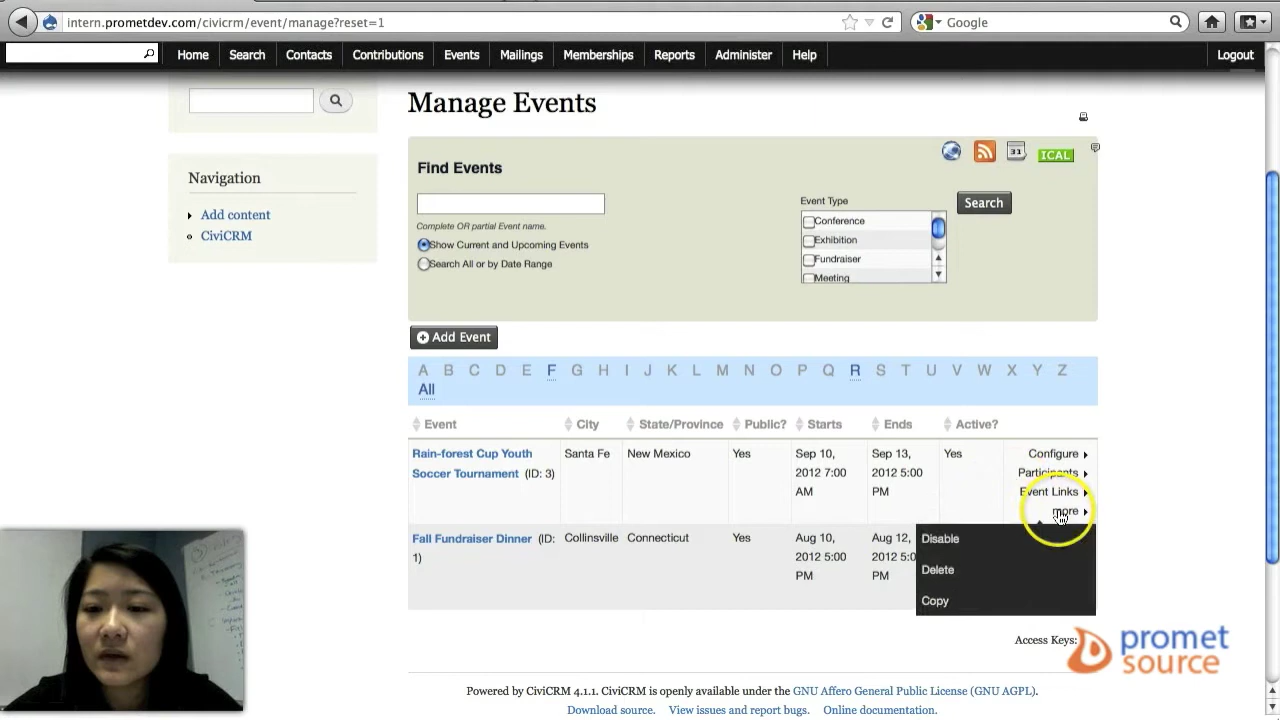 intern.prometdev.com/civicrm/event/manage?reset=1
Google
Home Search Contacts Contributions Events Mailings Memberships Reports Administer Help Logout
Manage Events
Navigation
Add content
CiviCRM
31 ICAL
Find Events
Complete OR partial Event name.
Show Current and Upcoming Events
Search All or by Date Range
Event Type
Conference
Exhibition
Fundraiser
Meeting
Search
Add Event
A B C D E F G H I J K L M N O P Q R S T U V W X Y Z
All
Event City State/Province Public? Starts Ends Active?
Rain-forest Cup Youth Soccer Tournament (ID: 3) Santa Fe New Mexico Yes Sep 10, 2012 7:00 AM Sep 13, 2012 5:00 PM Yes
Configure
Participants
Event Links
more
Fall Fundraiser Dinner (ID: 1) Collinsville Connecticut Yes Aug 10, 2012 5:00 PM Aug 12, 2012 5:0 PM
Disable
Delete
Copy
Access Keys:
promet
source
Powered by CiviCRM 4.1.1. CiviCRM is openly available under the GNU Affero General Public License (GNU AGPL).
Download source. View issues and report bugs. Online documentation.